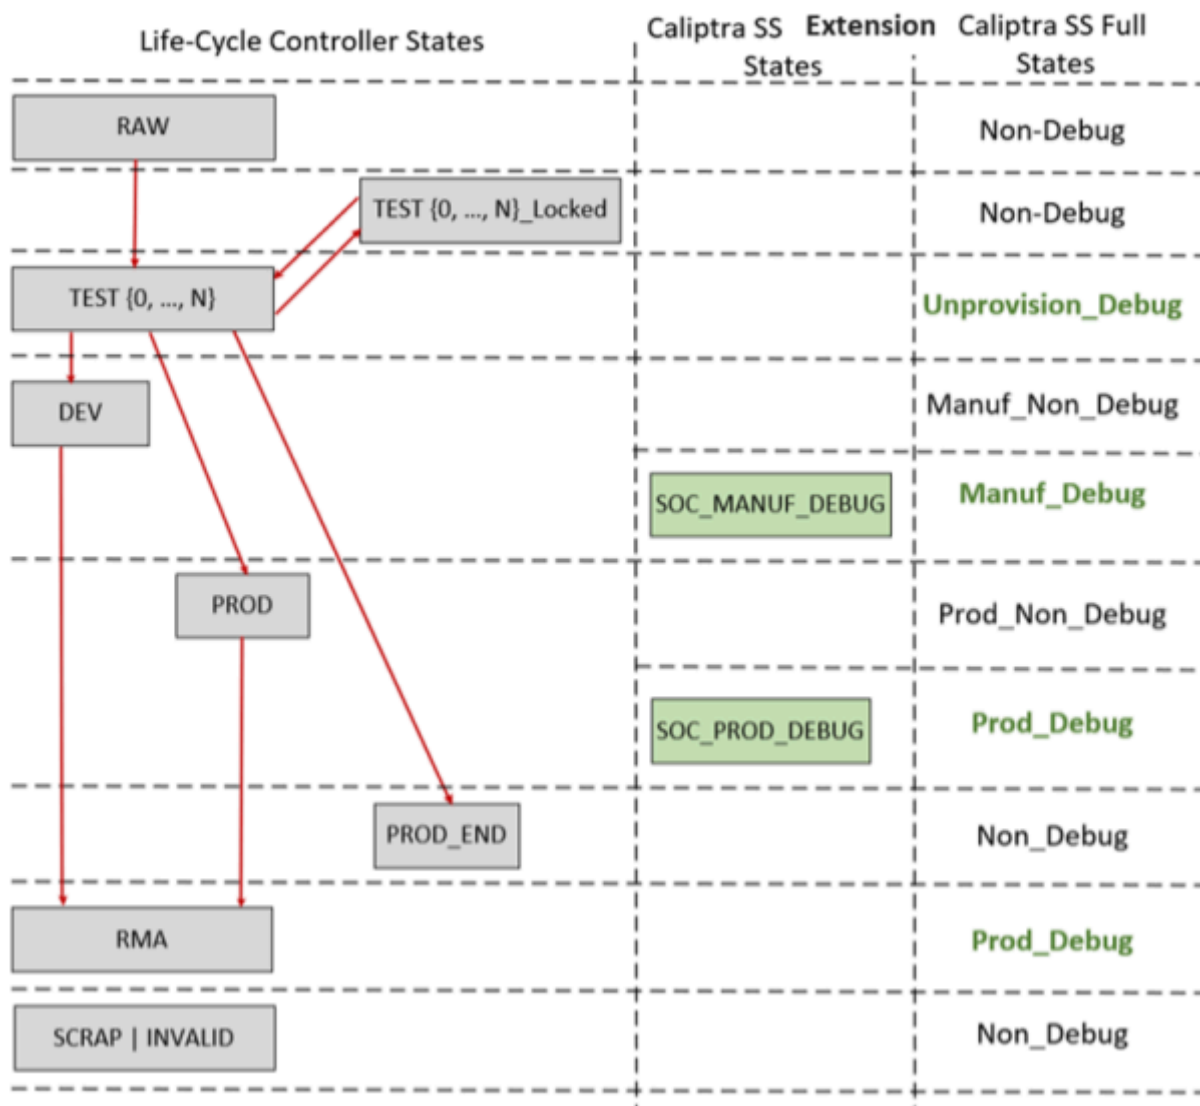 Life-Cycle Controller States
Caliptra SS Extension
States
Caliptra SS Full
States
RAW
Non-Debug
TEST {0, ..., N}_Locked
Non-Debug
TEST {0, ..., N}
Unprovision_Debug
DEV
Manuf_Non_Debug
SOC_MANUF_DEBUG
Manuf_Debug
PROD
Prod_Non_Debug
SOC_PROD_DEBUG
Prod_Debug
PROD_END
Non_Debug
RMA
Prod_Debug
SCRAP | INVALID
Non_Debug